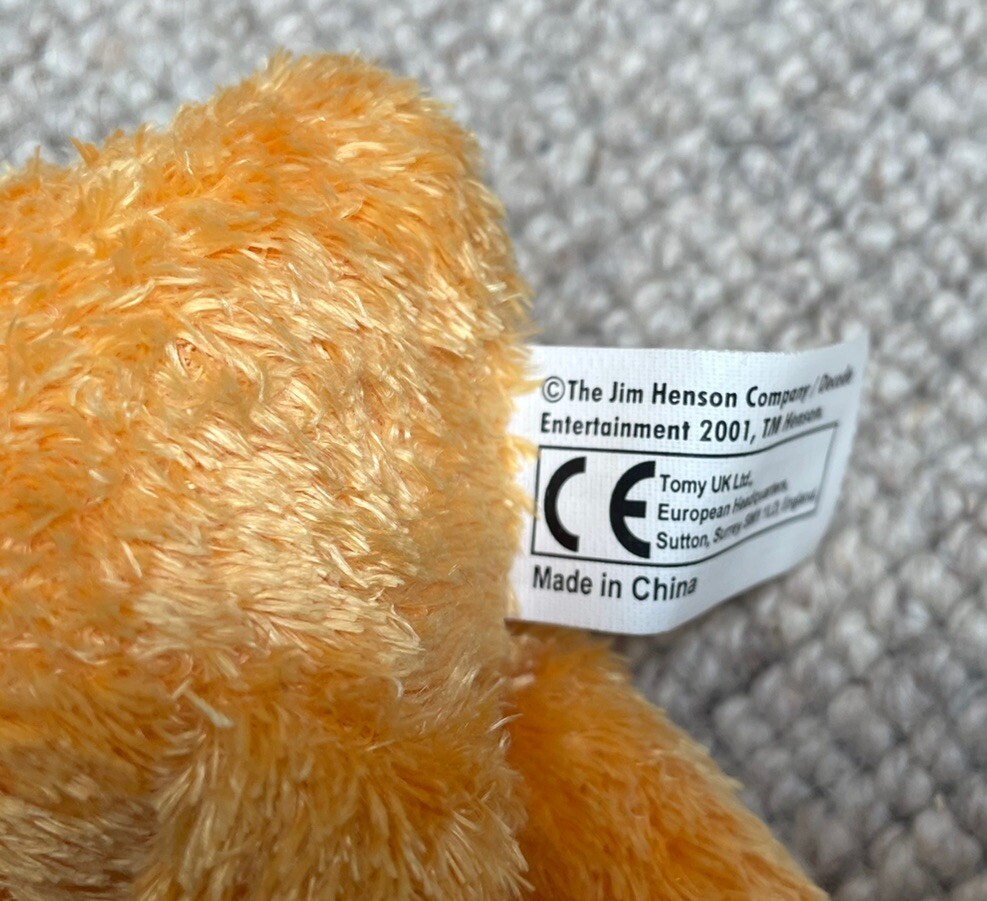 ©The Jim Henson Company / Decode
Entertainment 2001, TM Henson.
CE
Tomy UK Ltd.,
European Headquarters,
Sutton, Surrey SM1 1LD, England
Made in China